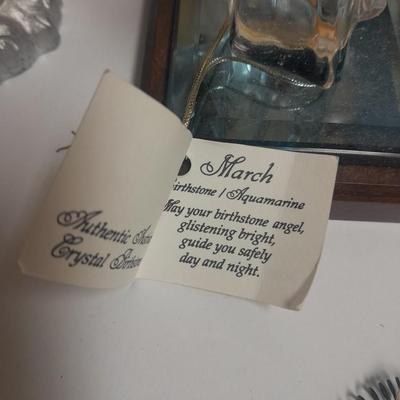 Authentic
Crystal
March
Birthstone / Aquamarine
May your birthstone angel,
glistening bright,
guide you safely
day and night.